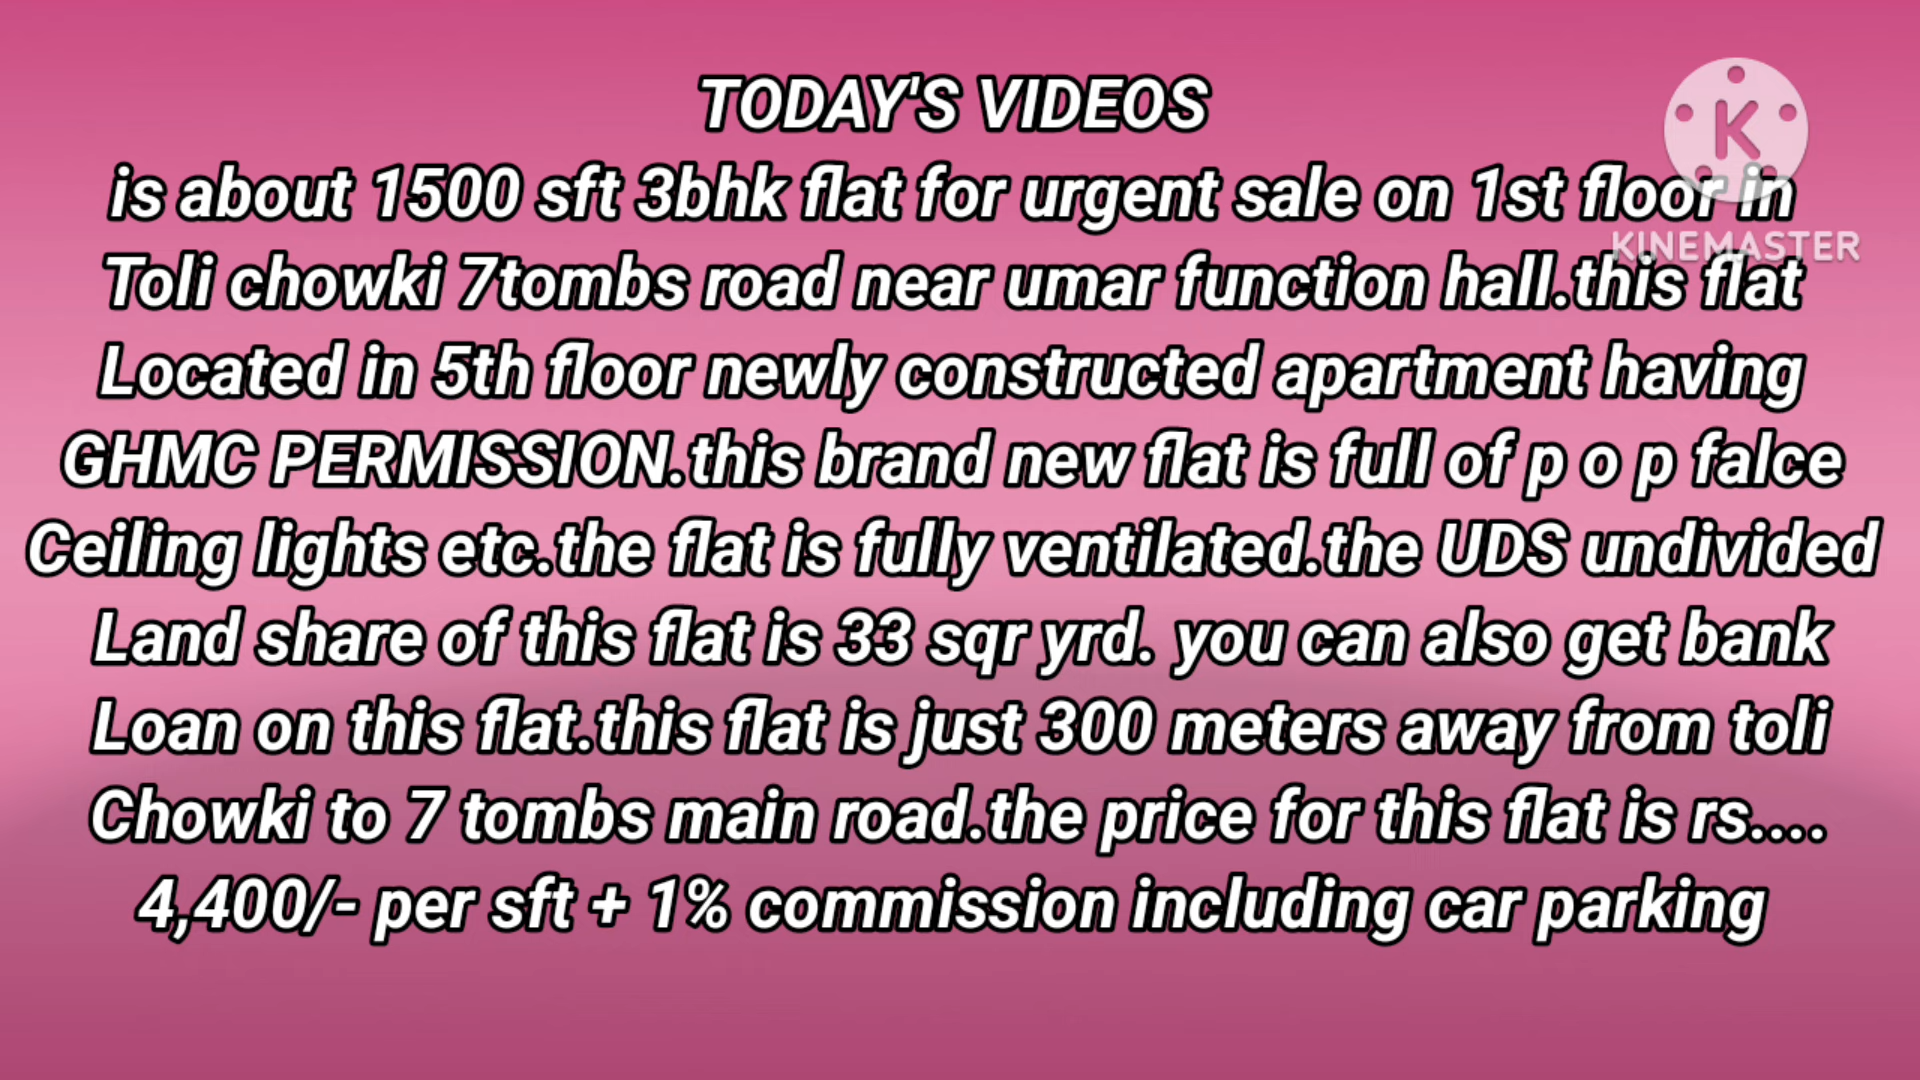 TODAY'S VIDEOS
is about 1500 sft 3bhk flat for urgent sale on 1st floor in
KINEMASTER
Toli chowki 7tombs road near umar function hall.this flat
Located in 5th floor newly constructed apartment having
GHMC PERMISSION.this brand new flat is full of p o p falce
Ceiling lights etc.the flat is fully ventilated.the UDS undivided
Land share of this flat is 33 sqr yrd. you can also get bank
Loan on this flat.this flat is just 300 meters away from toli
Chowki to 7 tombs main road.the price for this flat is rs....
4,400/- per sft + 1% commission including car parking